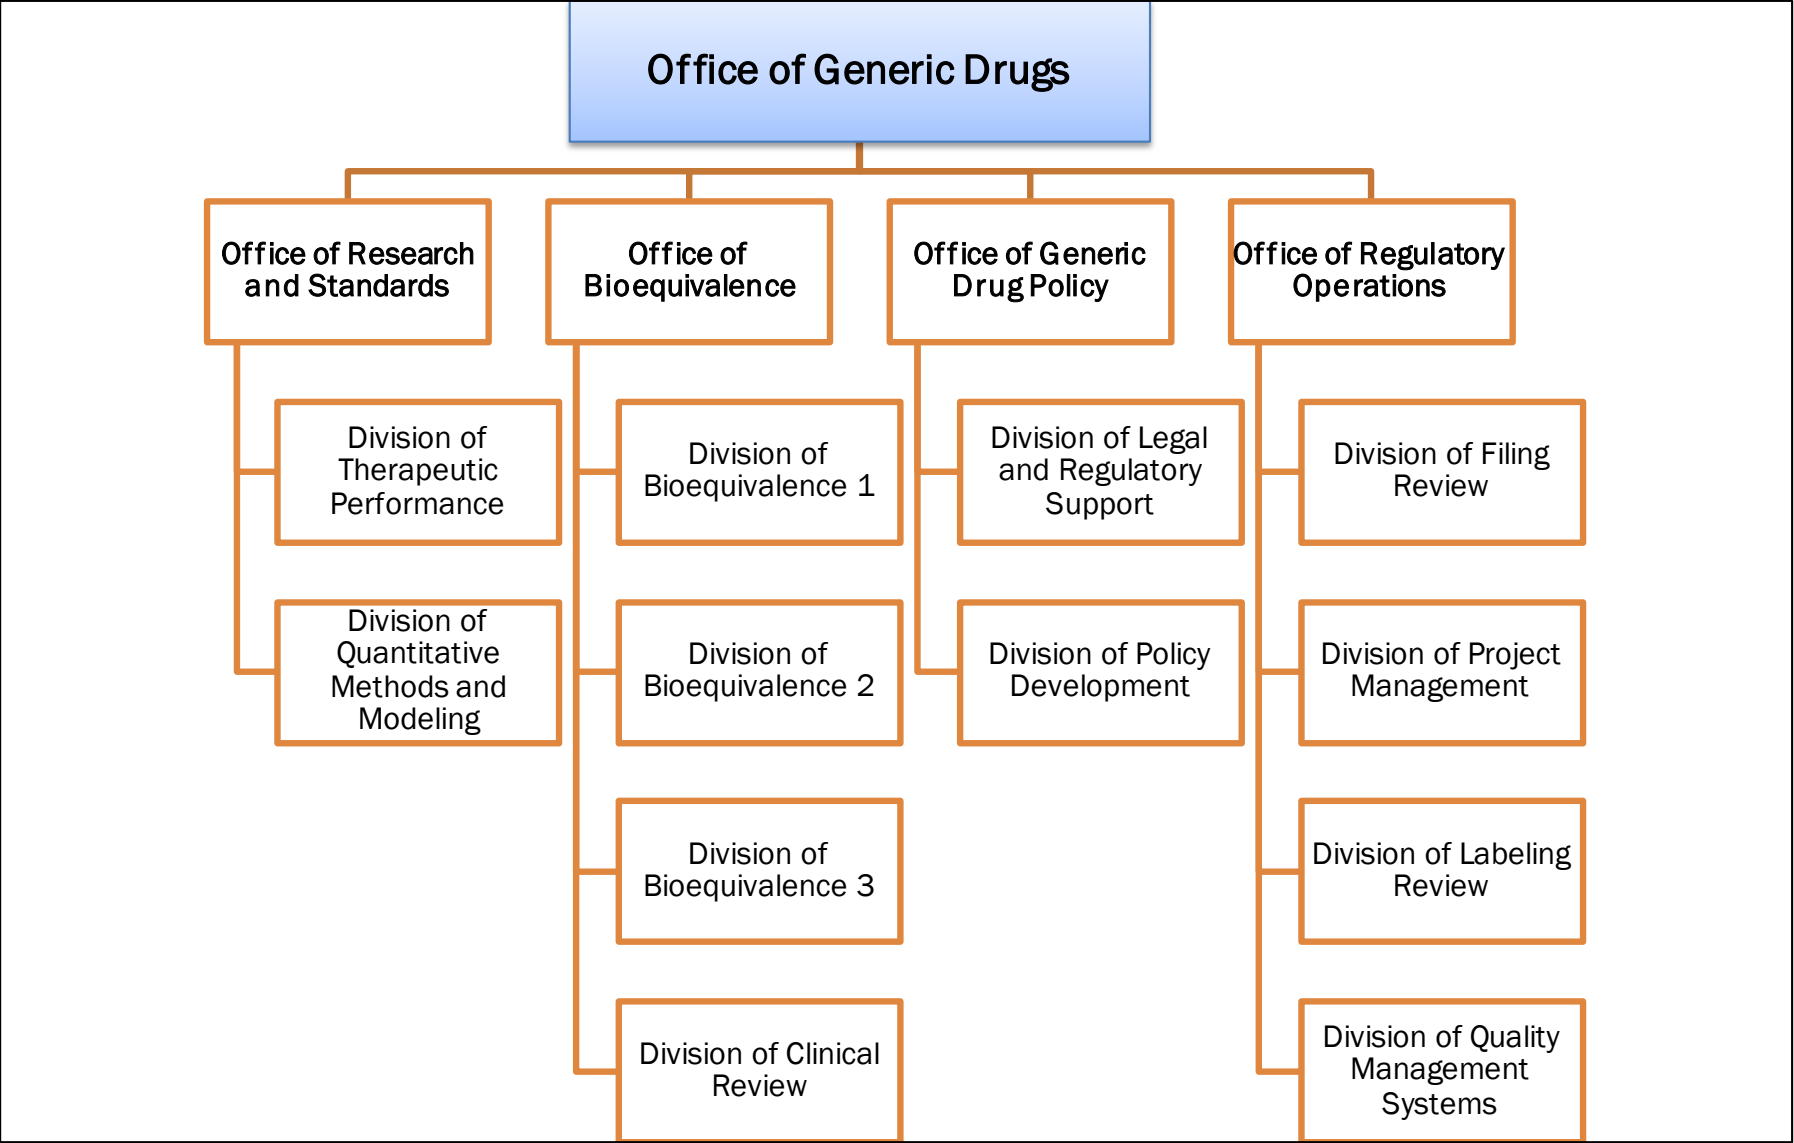 Office of Generic Drugs
Office of Research
and Standards
Office of
Bioequivalence
Office of Generic
Drug Policy
Office of Regulatory
Operations
Division of
Therapeutic
Performance
Division of
Quantitative
Methods and
Modeling
Division of
Bioequivalence 1
Division of
Bioequivalence 2
Division of
Bioequivalence 3
Division of Clinical
Review
Division of Legal
and Regulatory
Support
Division of Policy
Development
Division of Filing
Review
Division of Project
Management
Division of Labeling
Review
Division of Quality
Management
Systems